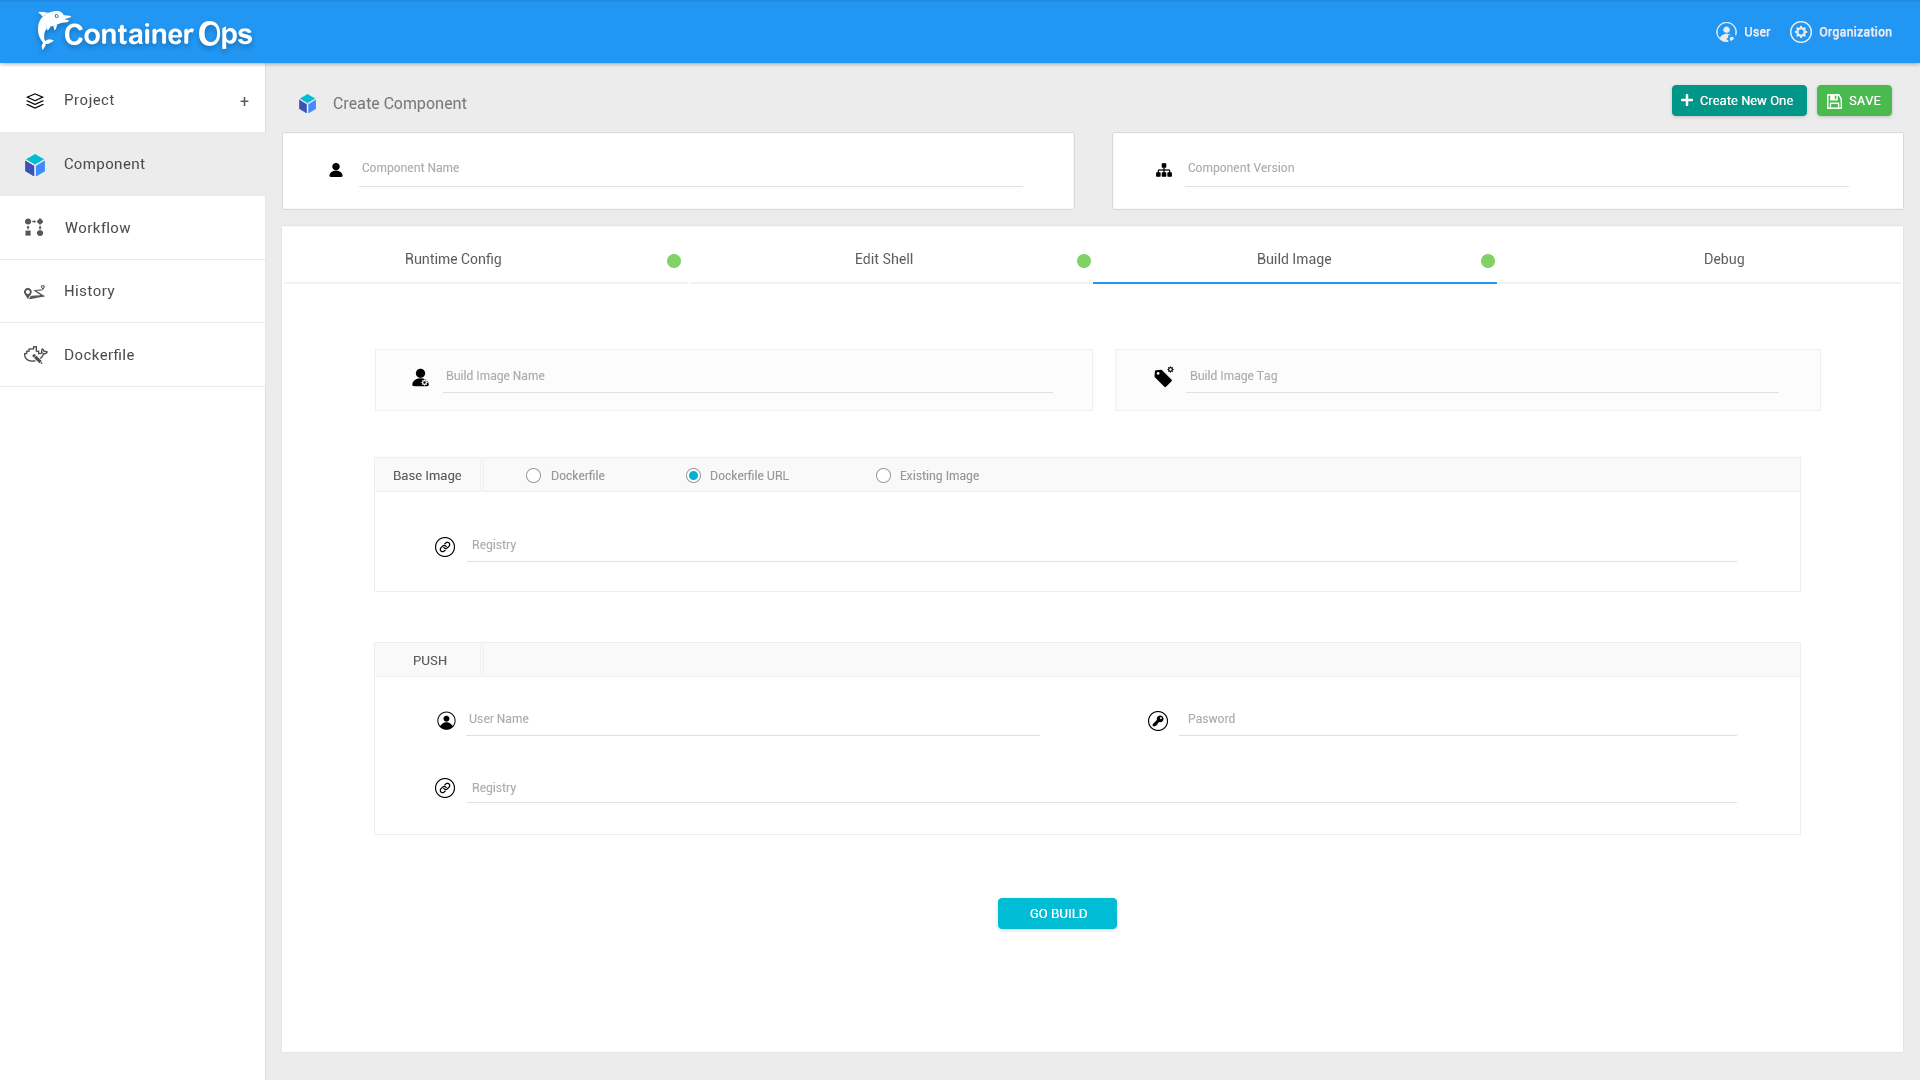 Container Ops
User
Organization
Project +
Component
Workflow
History
Dockerfile
Create Component
Create New One
SAVE
Component Name
Component Version
Runtime Config
Edit Shell
Build Image
Debug
Build Image Name
Build Image Tag
Base Image
Dockerfile
Dockerfile URL
Existing Image
Registry
PUSH
User Name
Pasword
Registry
GO BUILD